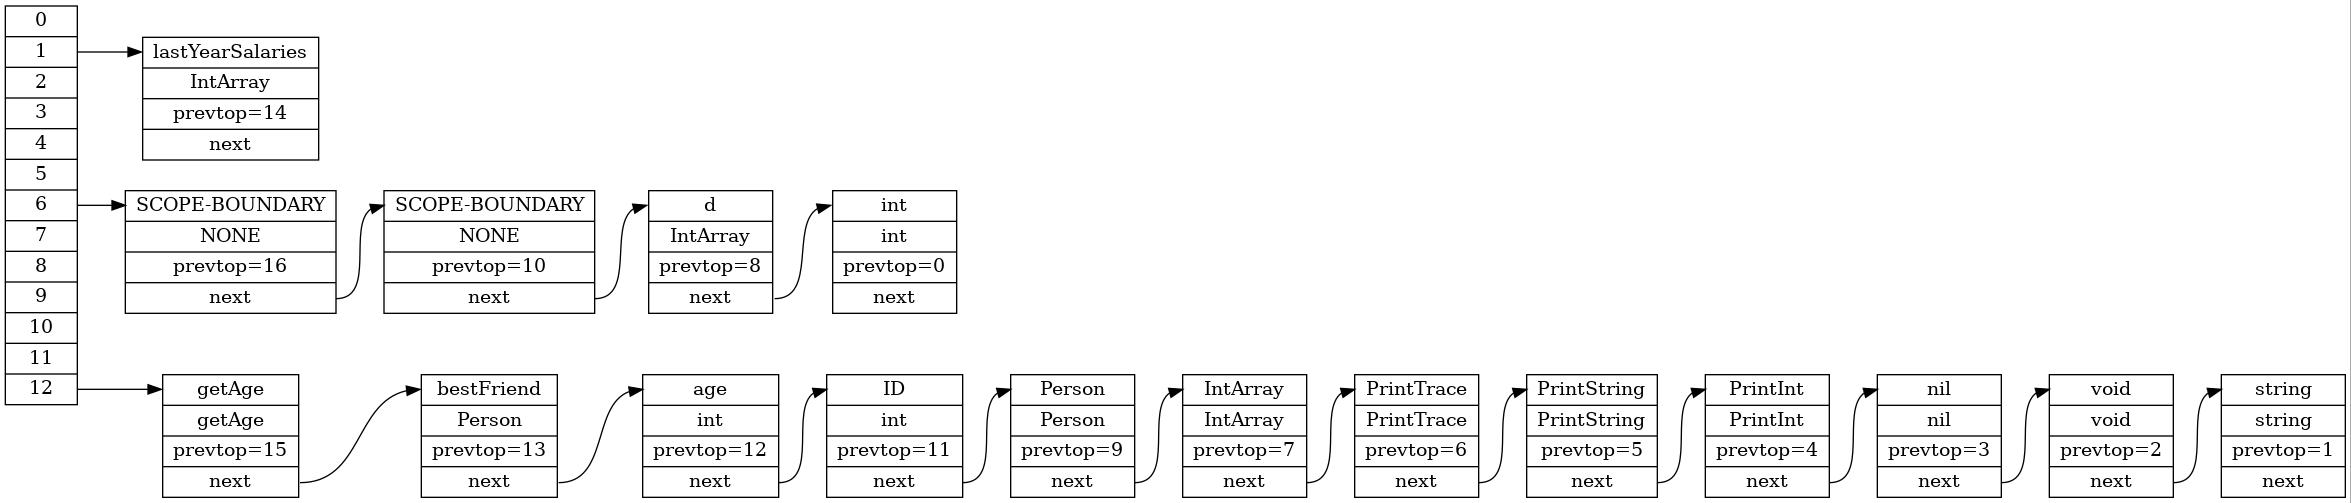 0
1
2
3
4
5
6
7
8
9
10
11
12
lastYearSalaries
IntArray
prevtop=14
next
SCOPE-BOUNDARY
NONE
prevtop=16
next
SCOPE-BOUNDARY
NONE
prevtop=10
next
d
IntArray
prevtop=8
next
int
int
prevtop=0
next
getAge
getAge
prevtop=15
next
bestFriend
Person
prevtop=13
next
age
int
prevtop=12
next
ID
int
prevtop=11
next
Person
Person
prevtop=9
next
IntArray
IntArray
prevtop=7
next
PrintTrace
PrintTrace
prevtop=6
next
PrintString
PrintString
prevtop=5
next
PrintInt
PrintInt
prevtop=4
next
nil
nil
prevtop=3
next
void
void
prevtop=2
next
string
string
prevtop=1
next